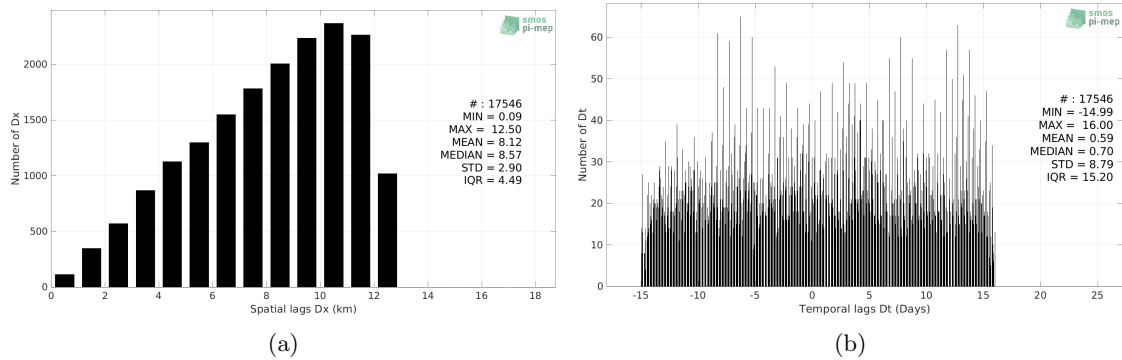 smos
pi-mep
2000
1500
1000
500
0
Number of Dx
# : 17546
MIN = 0.09
MAX = 12.50
MEAN = 8.12
MEDIAN = 8.57
STD = 2.90
IQR = 4.49
0 2 4 6 8 10 12 14 16 18
Spatial lags Dx (km)
(a)
smos
pi-mep
60
50
40
30
20
10
0
Number of Dt
# : 17546
MIN = -14.99
MAX = 16.00
MEAN = 0.59
MEDIAN = 0.70
STD = 8.79
IQR = 15.20
-15 -10 -5 0 5 10 15 20 25
Temporal lags Dt (Days)
(b)